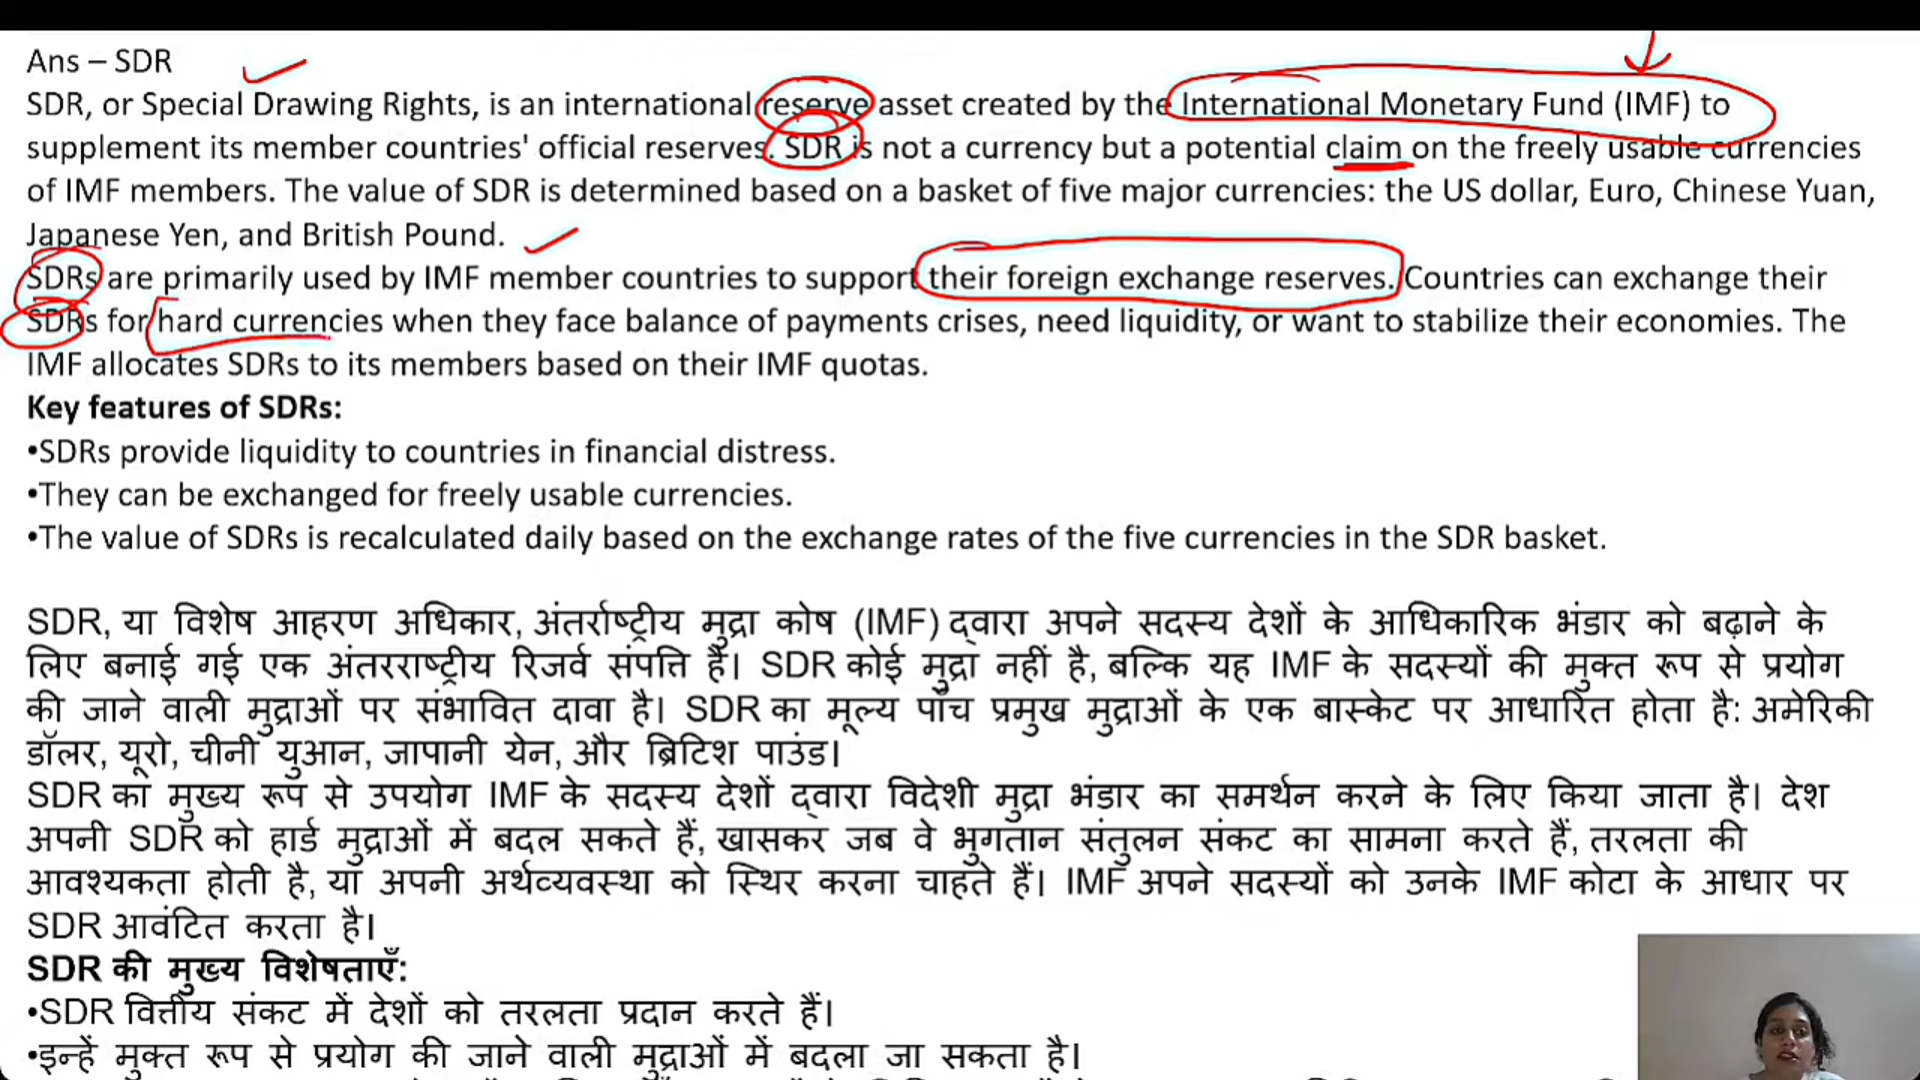 Ans – SDR
SDR, or Special Drawing Rights, is an international reserve asset created by the International Monetary Fund (IMF) to
supplement its member countries' official reserves. SDR is not a currency but a potential claim on the freely usable currencies
of IMF members. The value of SDR is determined based on a basket of five major currencies: the US dollar, Euro, Chinese Yuan,
Japanese Yen, and British Pound.
SDRs are primarily used by IMF member countries to support their foreign exchange reserves. Countries can exchange their
SDRs for hard currencies when they face balance of payments crises, need liquidity, or want to stabilize their economies. The
IMF allocates SDRs to its members based on their IMF quotas.
Key features of SDRs:
•SDRs provide liquidity to countries in financial distress.
•They can be exchanged for freely usable currencies.
•The value of SDRs is recalculated daily based on the exchange rates of the five currencies in the SDR basket.
SDR, या विशेष आहरण अधिकार, अंतर्राष्ट्रीय मुद्रा कोष (IMF) द्वारा अपने सदस्य देशों के आधिकारिक भंडार को बढ़ाने के
लिए बनाई गई एक अंतरराष्ट्रीय रिजर्व संपत्ति है। SDR कोई मुद्रा नहीं है, बल्कि यह IMF के सदस्यों की मुक्त रूप से प्रयोग
की जाने वाली मुद्राओं पर संभावित दावा है। SDR का मूल्य पाँच प्रमुख मुद्राओं के एक बास्केट पर आधारित होता है: अमेरिकी
डॉलर, यूरो, चीनी युआन, जापानी येन, और ब्रिटिश पाउंड।
SDR का मुख्य रूप से उपयोग IMF के सदस्य देशों द्वारा विदेशी मुद्रा भंडार का समर्थन करने के लिए किया जाता है। देश
अपनी SDR को हार्ड मुद्राओं में बदल सकते हैं, खासकर जब वे भुगतान संतुलन संकट का सामना करते हैं, तरलता की
आवश्यकता होती है, या अपनी अर्थव्यवस्था को स्थिर करना चाहते हैं। IMF अपने सदस्यों को उनके IMF कोटा के आधार पर
SDR आवंटित करता है।
SDR की मुख्य विशेषताएँ:
•SDR वित्तीय संकट में देशों को तरलता प्रदान करते हैं।
•इन्हें मुक्त रूप से प्रयोग की जाने वाली मुद्राओं में बदला जा सकता है।